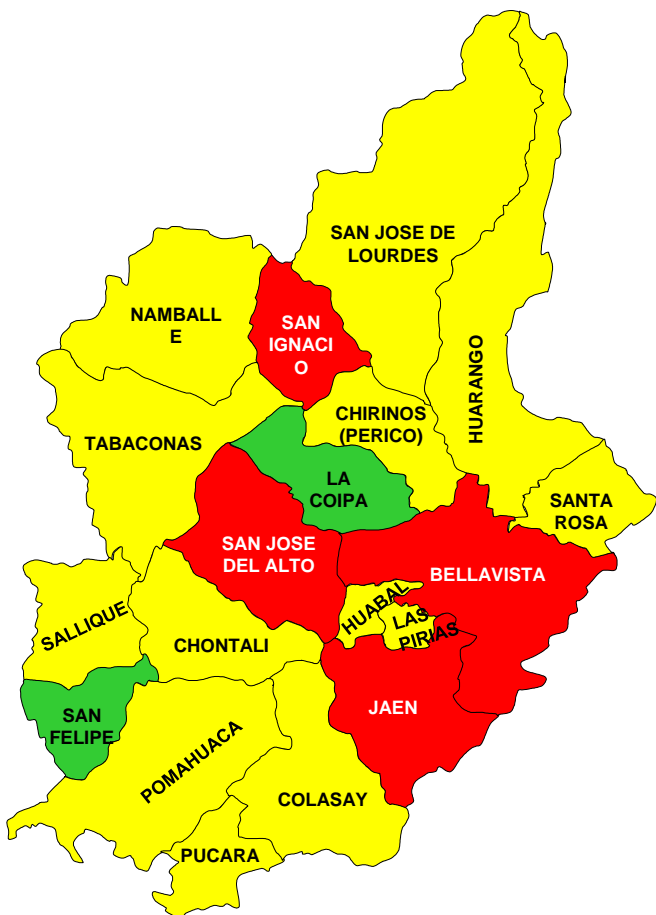 SAN JOSE DE
LOURDES
NAMBALL
E
SAN
IGNACI
O
HUARANGO
CHIRINOS
(PERICO)
TABACONAS
LA
COIPA
SANTA
ROSA
SAN JOSE
DEL ALTO
BELLAVISTA
HUABAL
LAS
PIRIAS
SALLIQUE
CHONTALI
SAN
FELIPE
JAEN
POMAHUACA
COLASAY
PUCARA